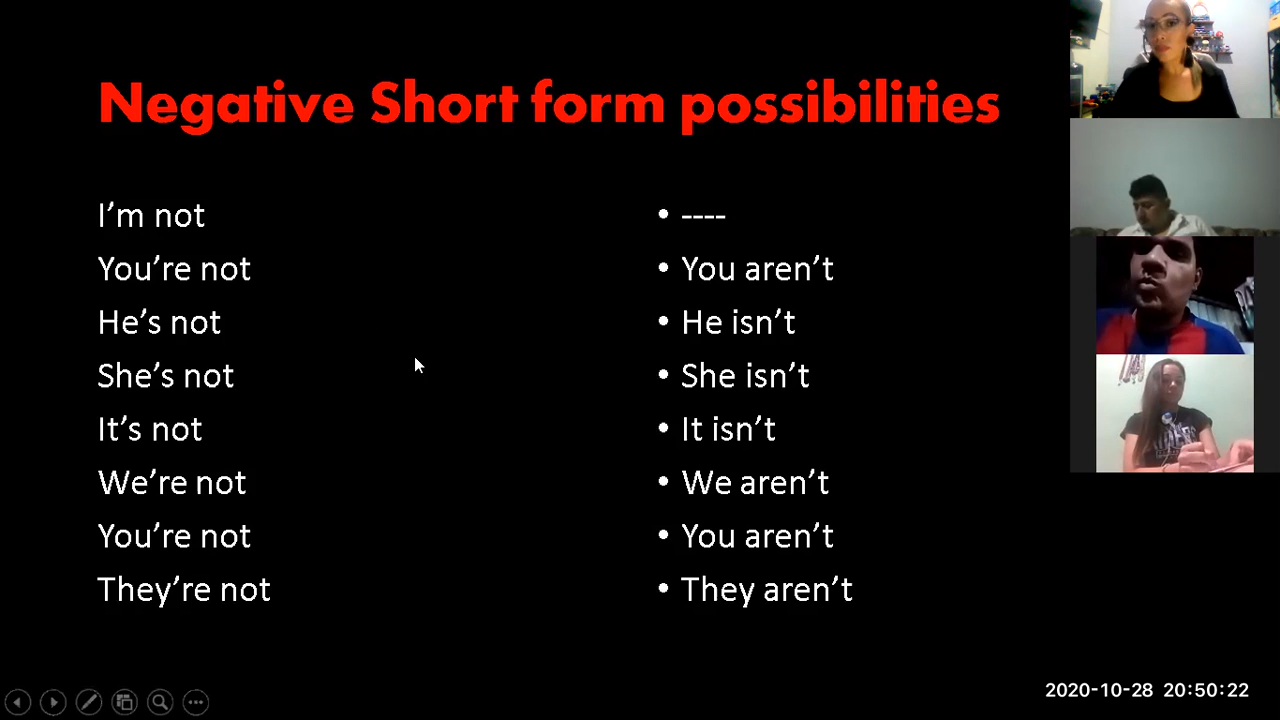 Negative Short form possibilities
I’m not
You’re not
He’s not
She’s not
It’s not
We’re not
You’re not
They’re not
• ----
• You aren’t
• He isn’t
• She isn’t
• It isn’t
• We aren’t
• You aren’t
• They aren’t
2020-10-28 20:50:22